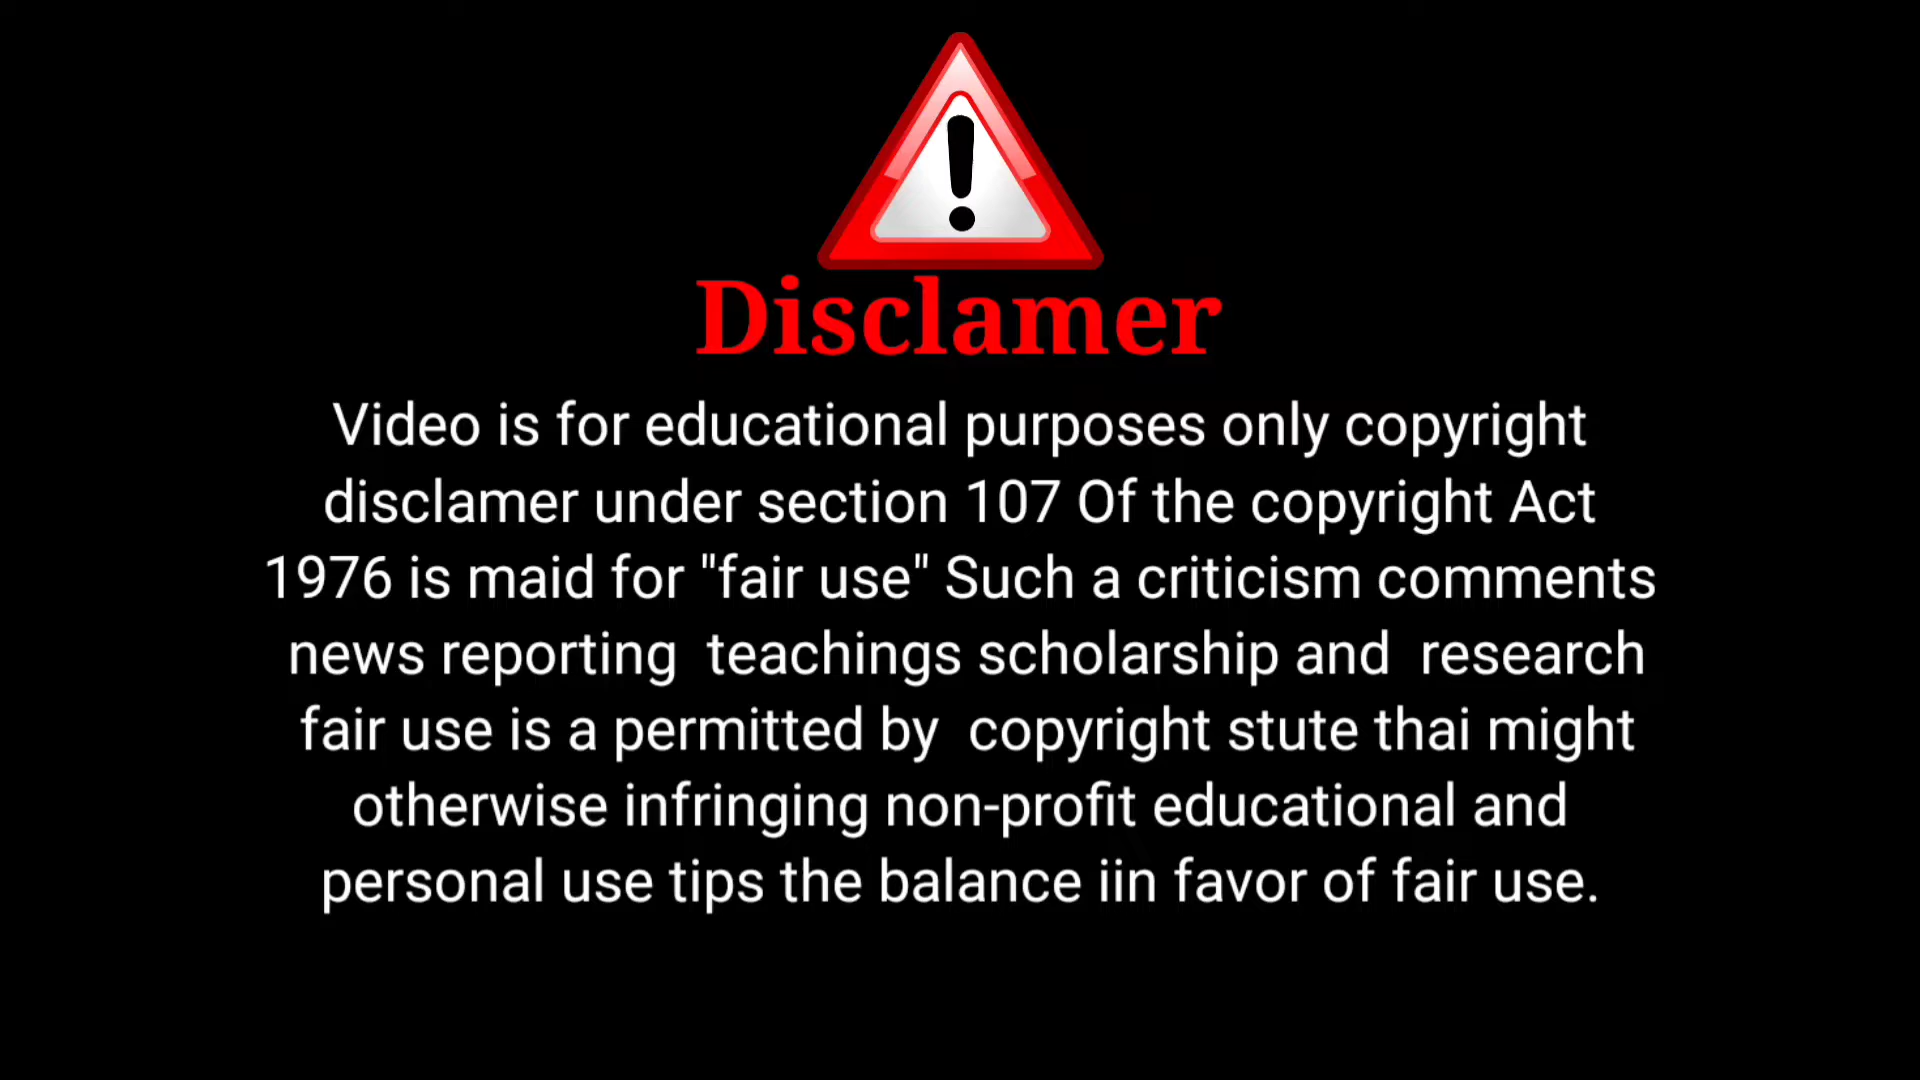 Disclamer
Video is for educational purposes only copyright
disclamer under section 107 Of the copyright Act
1976 is maid for "fair use" Such a criticism comments
news reporting  teachings scholarship and  research
fair use is a permitted by  copyright stute thai might
otherwise infringing non-profit educational and
personal use tips the balance iin favor of fair use.